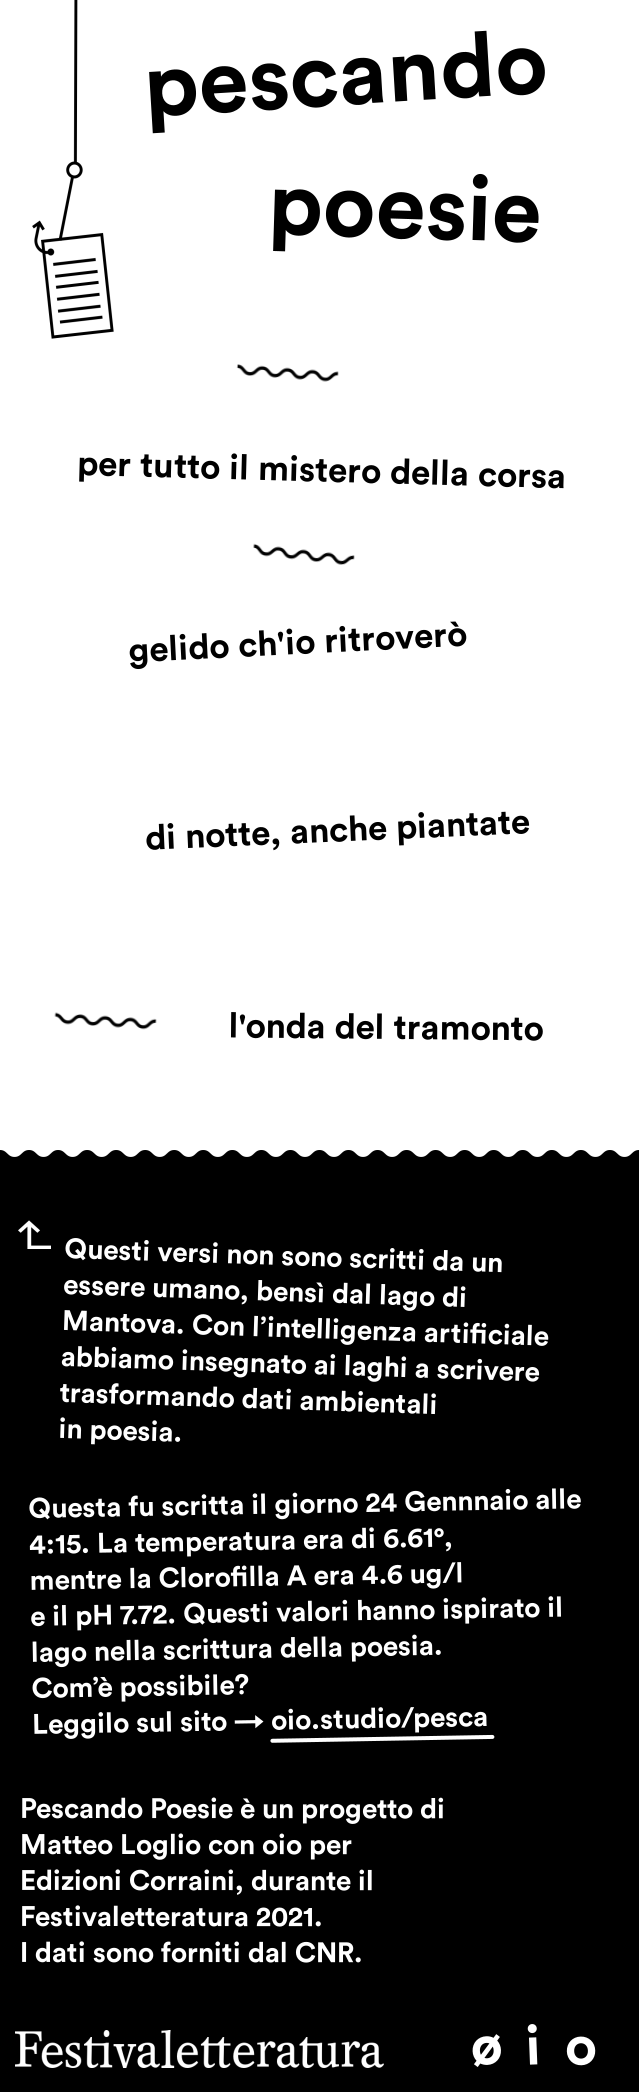 pescando
poesie
per tutto il mistero della corsa
gelido ch'io ritroverò
di notte, anche piantate
l'onda del tramonto
Questi versi non sono scritti da un
essere umano, bensì dal lago di
Mantova. Con l’intelligenza artificiale
abbiamo insegnato ai laghi a scrivere
trasformando dati ambientali
in poesia.
Questa fu scritta il giorno 24 Gennnaio alle
4:15. La temperatura era di 6.61°,
mentre la Clorofilla A era 4.6 ug/l
e il pH 7.72. Questi valori hanno ispirato il
lago nella scrittura della poesia.
Com’è possibile?
Leggilo sul sito → oio.studio/pesca
Pescando Poesie è un progetto di
Matteo Loglio con oio per
Edizioni Corraini, durante il
Festivaletteratura 2021.
I dati sono forniti dal CNR.
Festivaletteratura ø i o